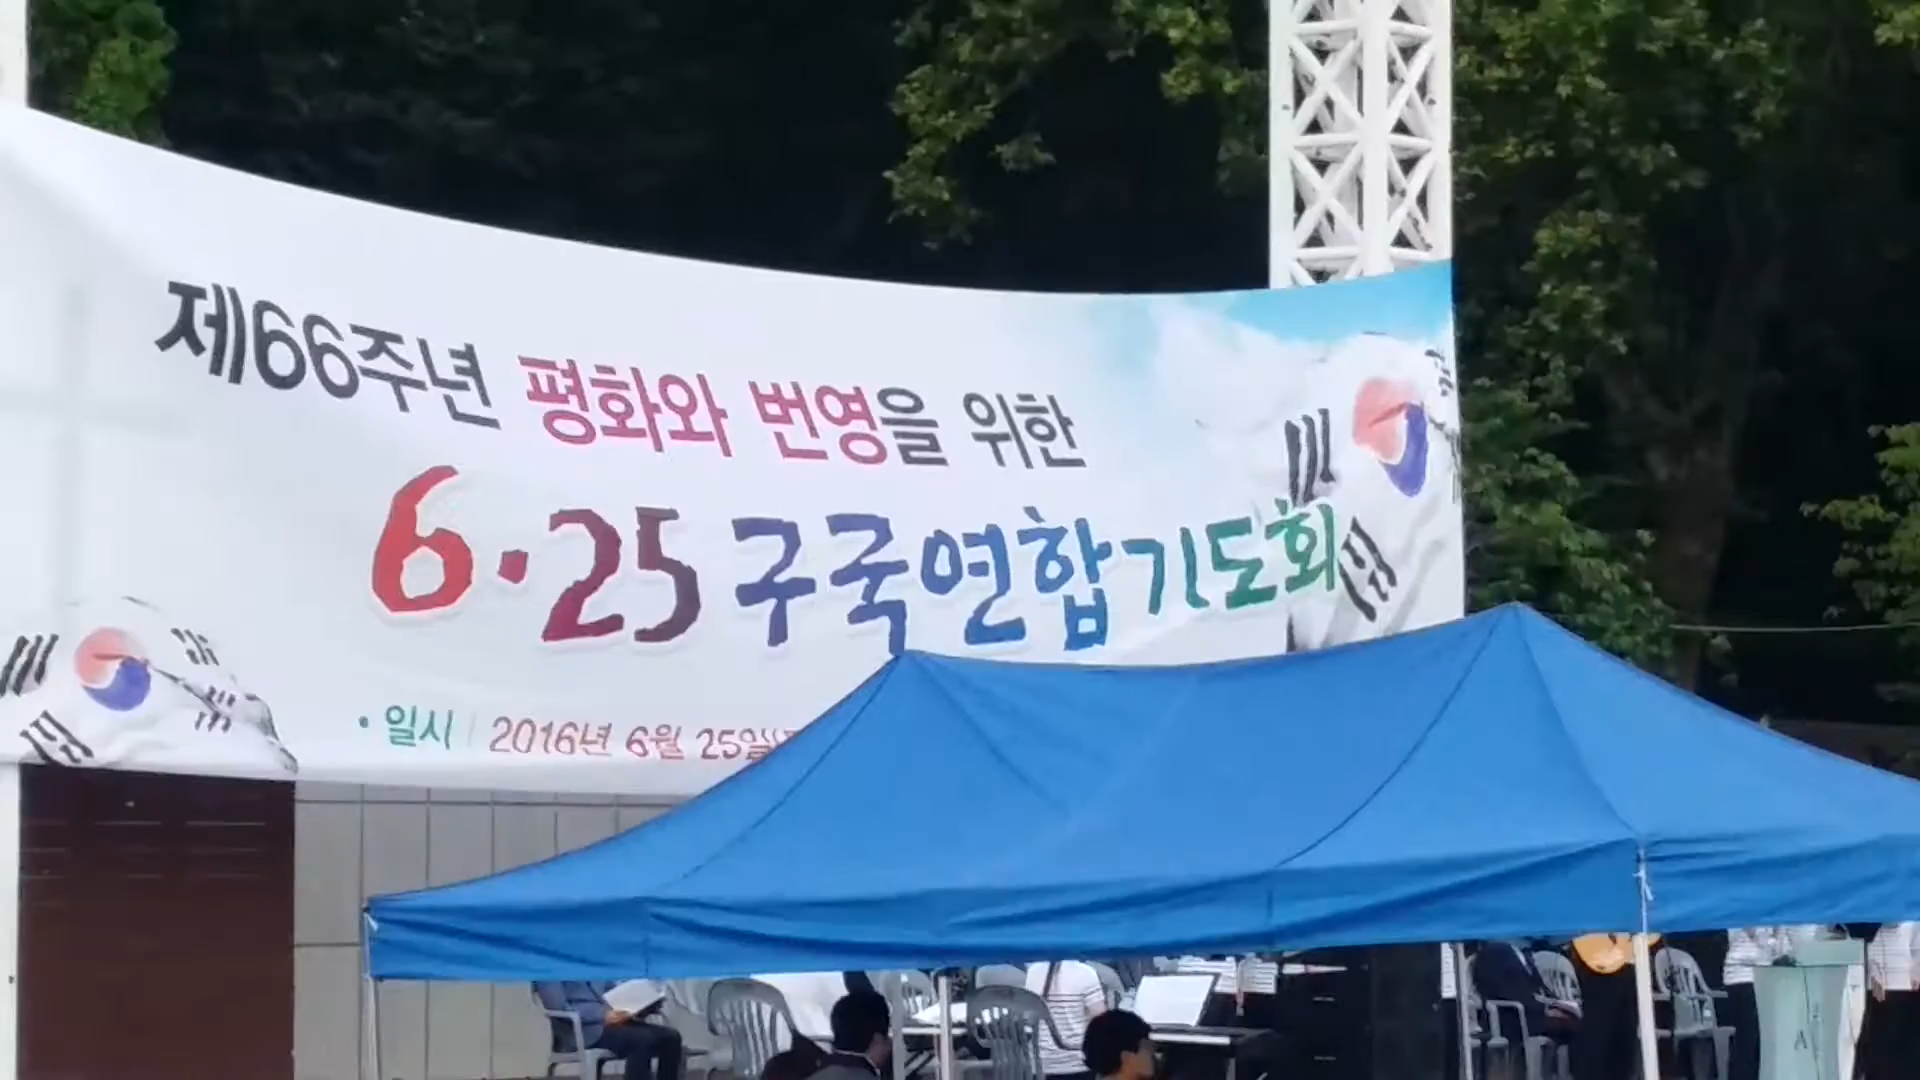 제66주년 평화와 번영을 위한
6·25 구국연합기도회
• 일시 | 2016년 6월 25일